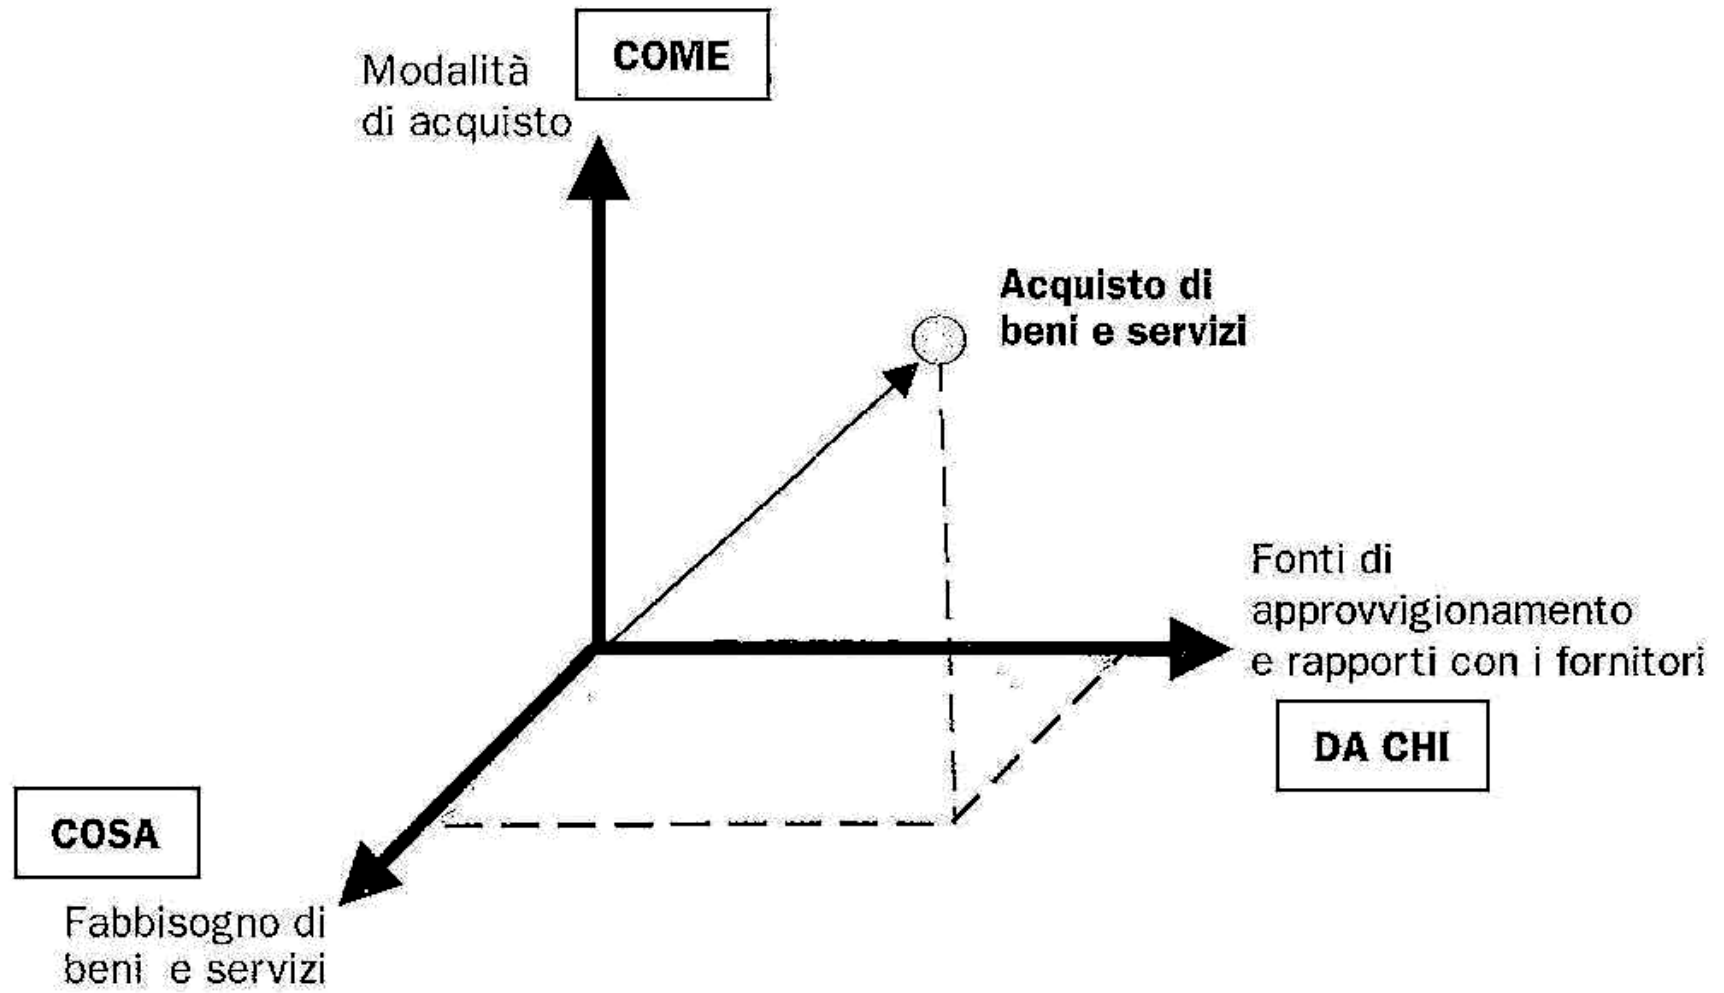 COME
Modalità
di acquisto
Acquisto di
beni e servizi
Fonti di
approvvigionamento
e rapporti con i fornitori
DA CHI
COSA
Fabbisogno di
beni e servizi